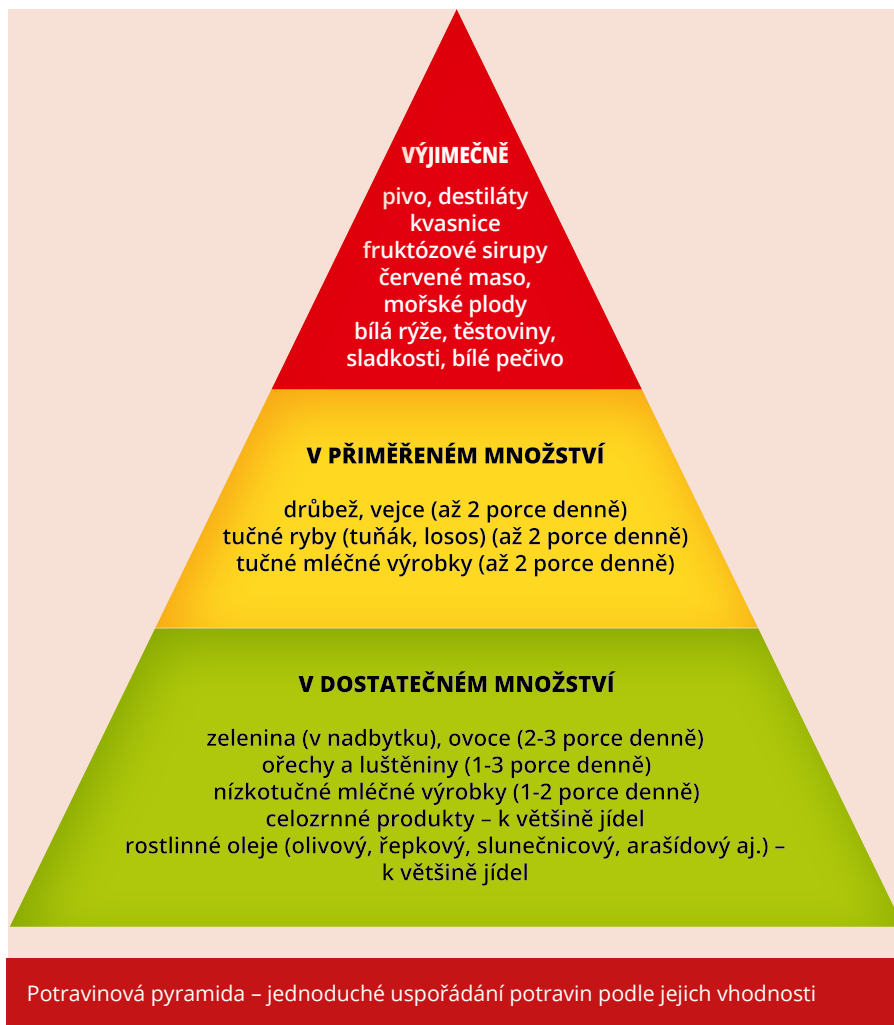 VÝJIMEČNĚ
pivo, destiláty
kvasnice
fruktózové sirupy
červené maso,
mořské plody
bílá rýže, těstoviny,
sladkosti, bílé pečivo
V PŘIMĚŘENÉM MNOŽSTVÍ
drůbež, vejce (až 2 porce denně)
tučné ryby (tuňák, losos) (až 2 porce denně)
tučné mléčné výrobky (až 2 porce denně)
V DOSTATEČNÉM MNOŽSTVÍ
zelenina (v nadbytku), ovoce (2-3 porce denně)
ořechy a luštěniny (1-3 porce denně)
nízkotučné mléčné výrobky (1-2 porce denně)
celozrnné produkty – k většině jídel
rostlinné oleje (olivový, řepkový, slunečnicový, arašídový aj.) –
k většině jídel
Potravinová pyramida – jednoduché uspořádání potravin podle jejich vhodnosti